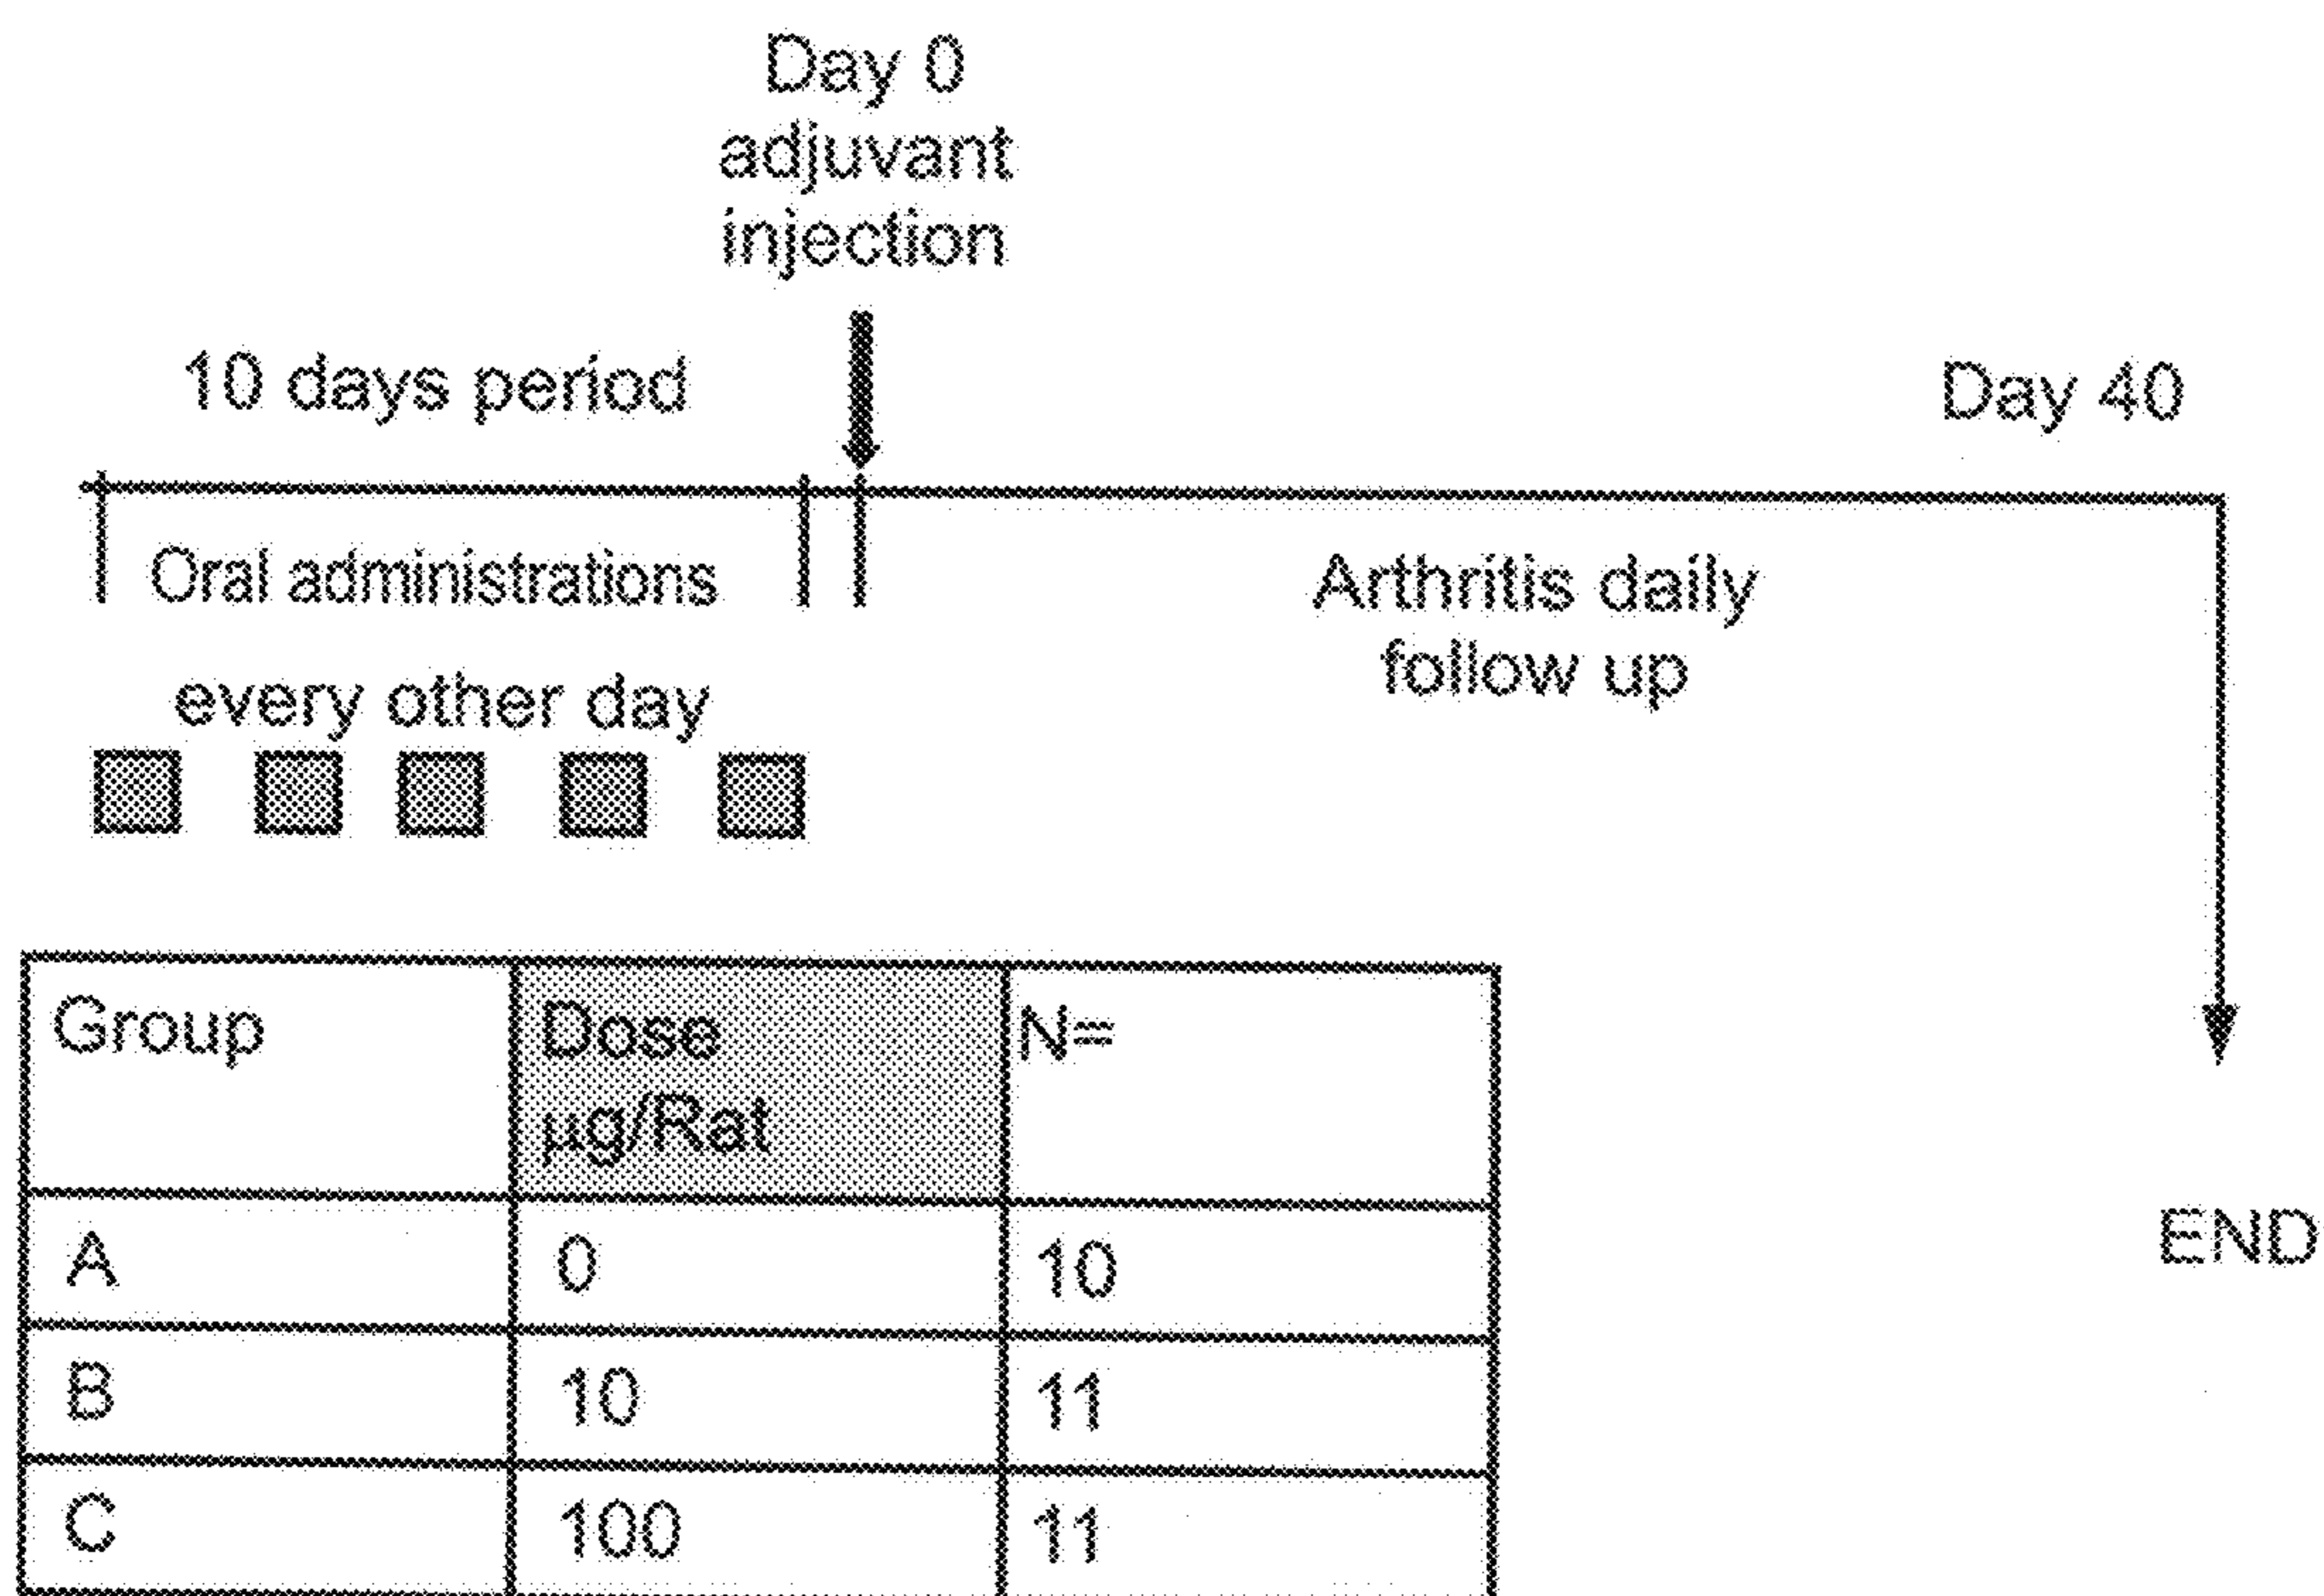 Day 0
adjuvant
injection
10 days period
Day 40
Oral administrations
every other day
Arthritis daily
follow up
Group
Dose
µg/Rat
N=
A
0
10
B
10
11
C
100
11
END